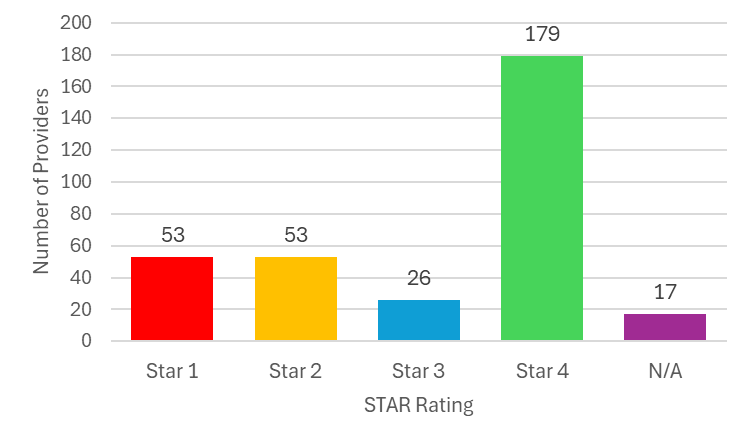 200
180
160
140
120
100
80
60
40
20
0
Number of Providers
53
53
26
179
17
Star 1
Star 2
Star 3
Star 4
N/A
STAR Rating